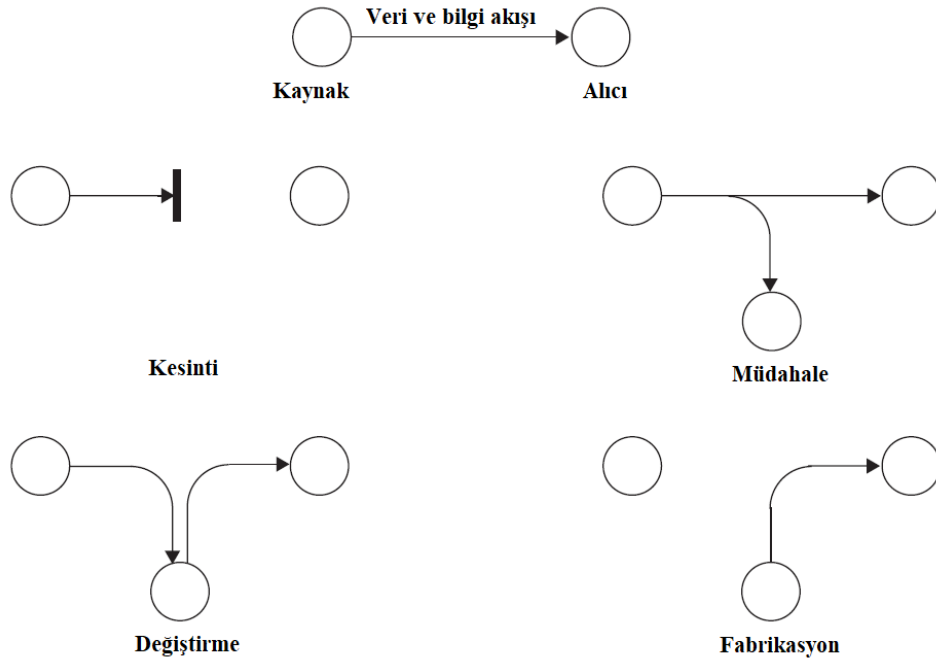 Veri ve bilgi akışı
Kaynak
Alıcı
Kesinti
Müdahale
Değiştirme
Fabrikasyon